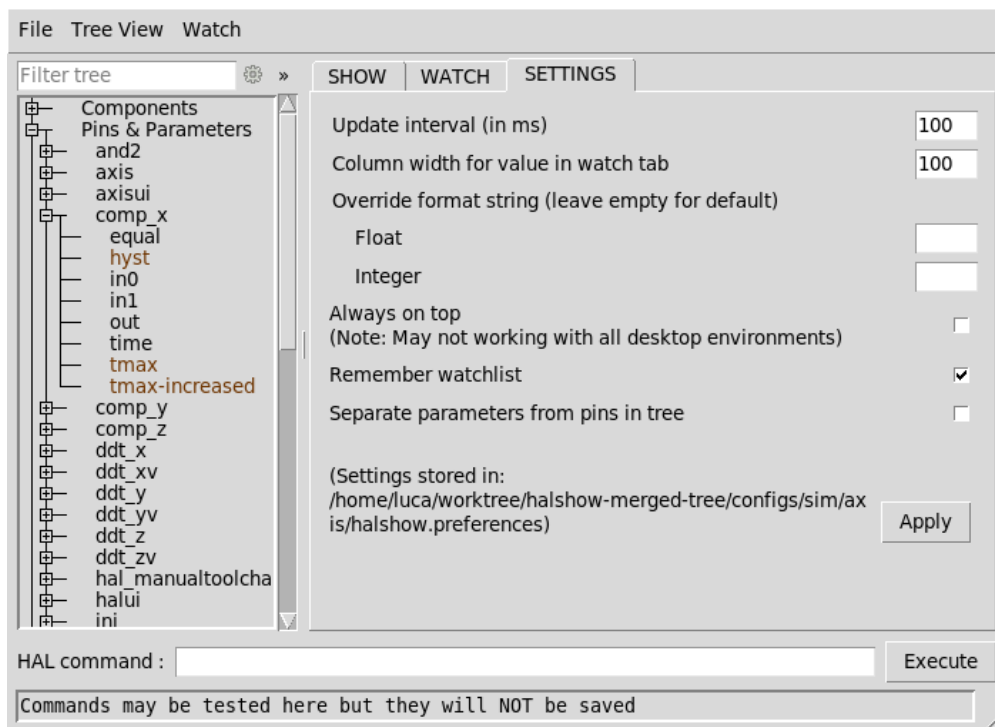 File Tree View Watch
Filter tree »
SHOW WATCH SETTINGS
Components
Pins & Parameters
and2
axis
axisui
comp_x
equal
hyst
in0
in1
out
time
tmax
tmax-increased
comp_y
comp_z
ddt_x
ddt_xv
ddt_y
ddt_yv
ddt_z
ddt_zv
hal_manualtoolcha
halui
ini
Update interval (in ms) 100
Column width for value in watch tab 100
Override format string (leave empty for default)
Float
Integer
Always on top
(Note: May not working with all desktop environments)
Remember watchlist
Separate parameters from pins in tree
(Settings stored in:
/home/luca/worktree/halshow-merged-tree/configs/sim/ax
is/halshow.preferences)
Apply
HAL command : Execute
Commands may be tested here but they will NOT be saved